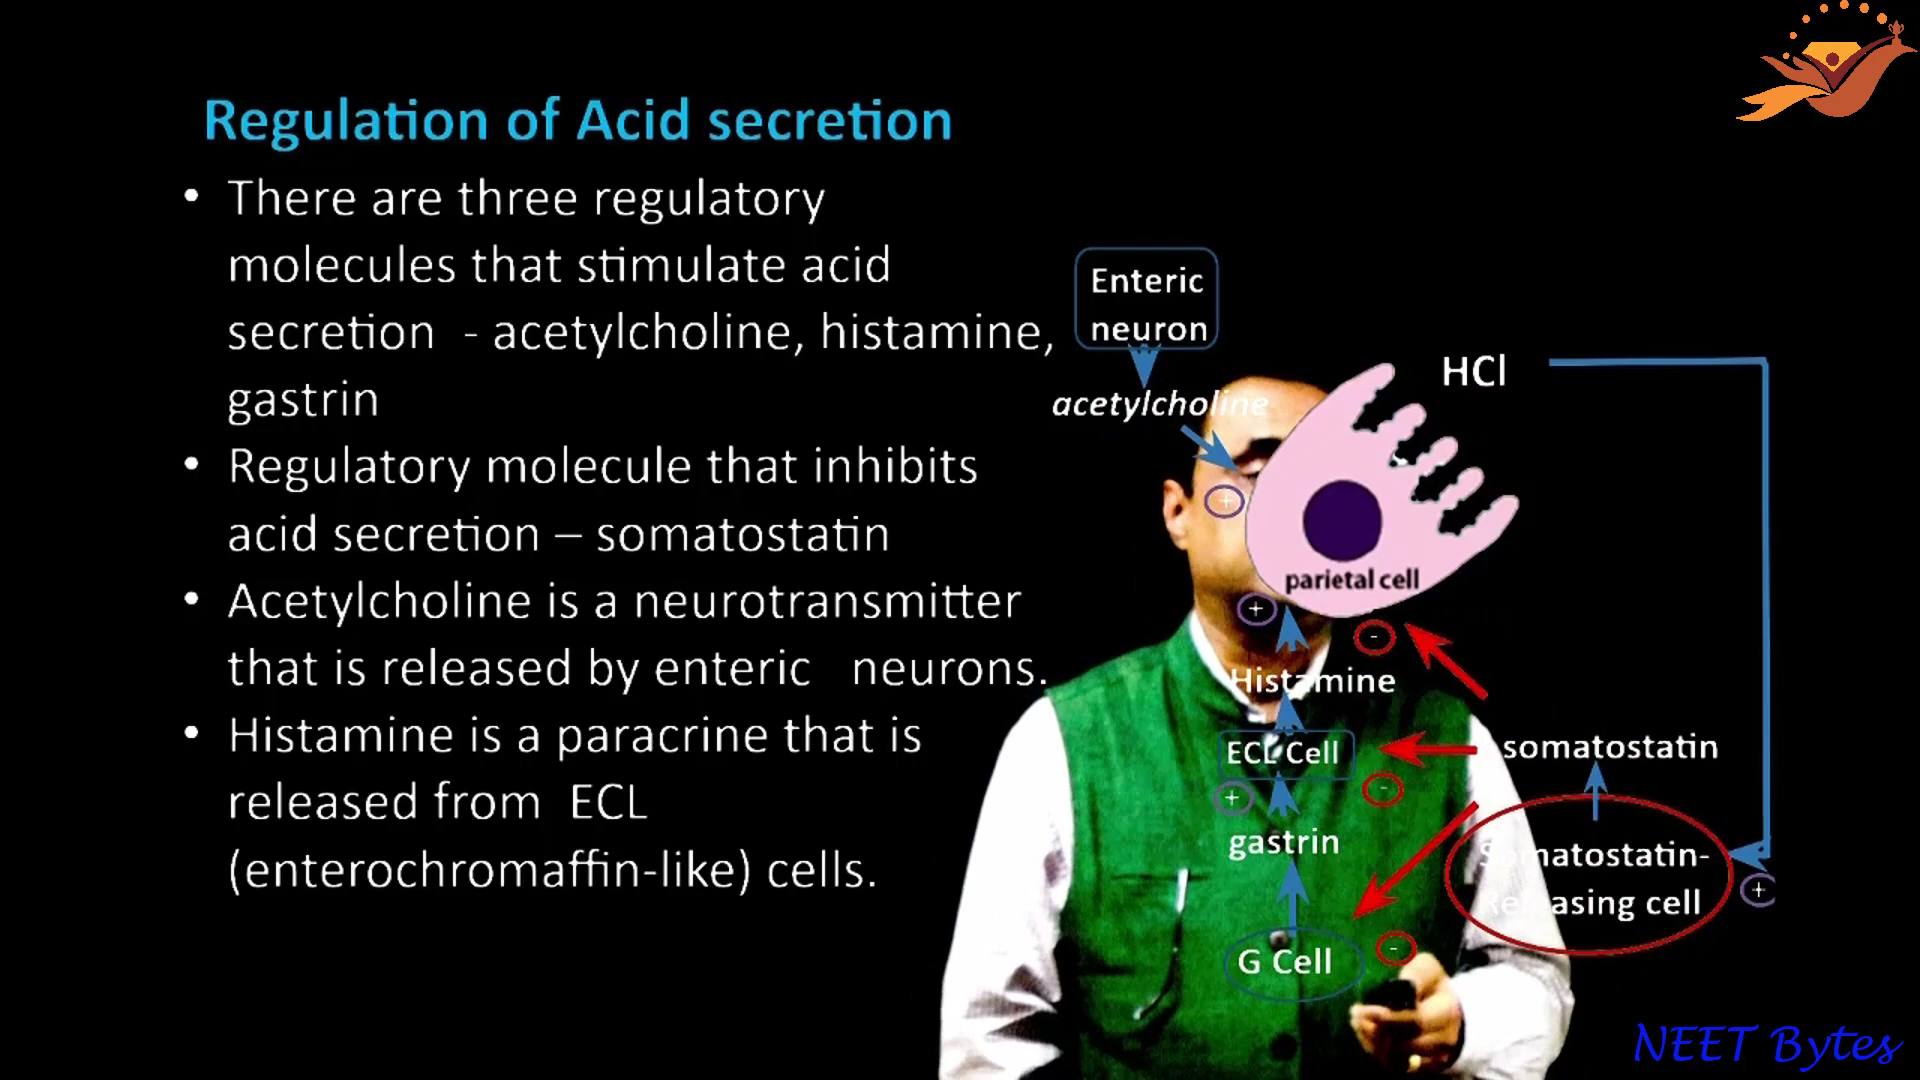 Regulation of Acid secretion
• There are three regulatory
molecules that stimulate acid
secretion - acetylcholine, histamine,
gastrin
• Regulatory molecule that inhibits
acid secretion – somatostatin
• Acetylcholine is a neurotransmitter
that is released by enteric neurons.
• Histamine is a paracrine that is
released from ECL
(enterochromaffin-like) cells.
Enteric
neuron
acetylcholine
HCl
+
parietal cell
+
-
Histamine
ECL Cell
somatostatin
+
-
gastrin
Somatostatin-
Releasing cell
+
G Cell
-
NEET Bytes